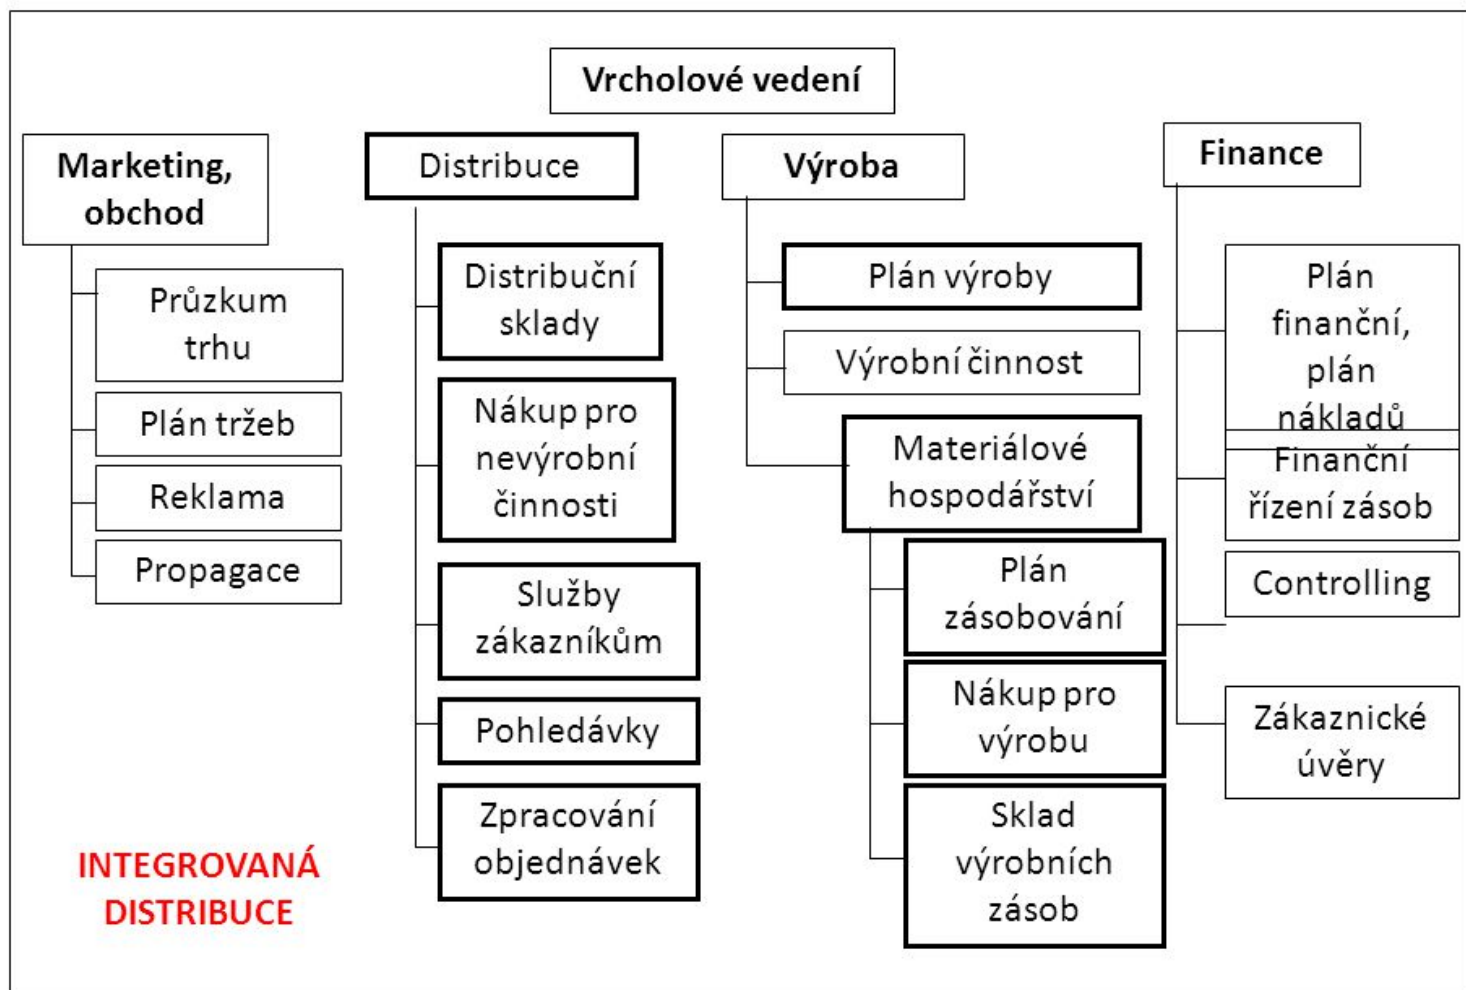 Vrcholové vedení
Marketing,
obchod
Průzkum
trhu
Plán tržeb
Reklama
Propagace
Distribuce
Distribuční
sklady
Nákup pro
nevýrobní
činnosti
Služby
zákazníkům
Pohledávky
Zpracování
objednávek
Výroba
Plán výroby
Výrobní činnost
Materiálové
hospodářství
Plán
zásobování
Nákup pro
výrobu
Sklad
výrobních
zásob
Finance
Plán
finanční,
plán
nákladů
Finanční
řízení zásob
Controlling
Zákaznické
úvěry
INTEGROVANÁ
DISTRIBUCE